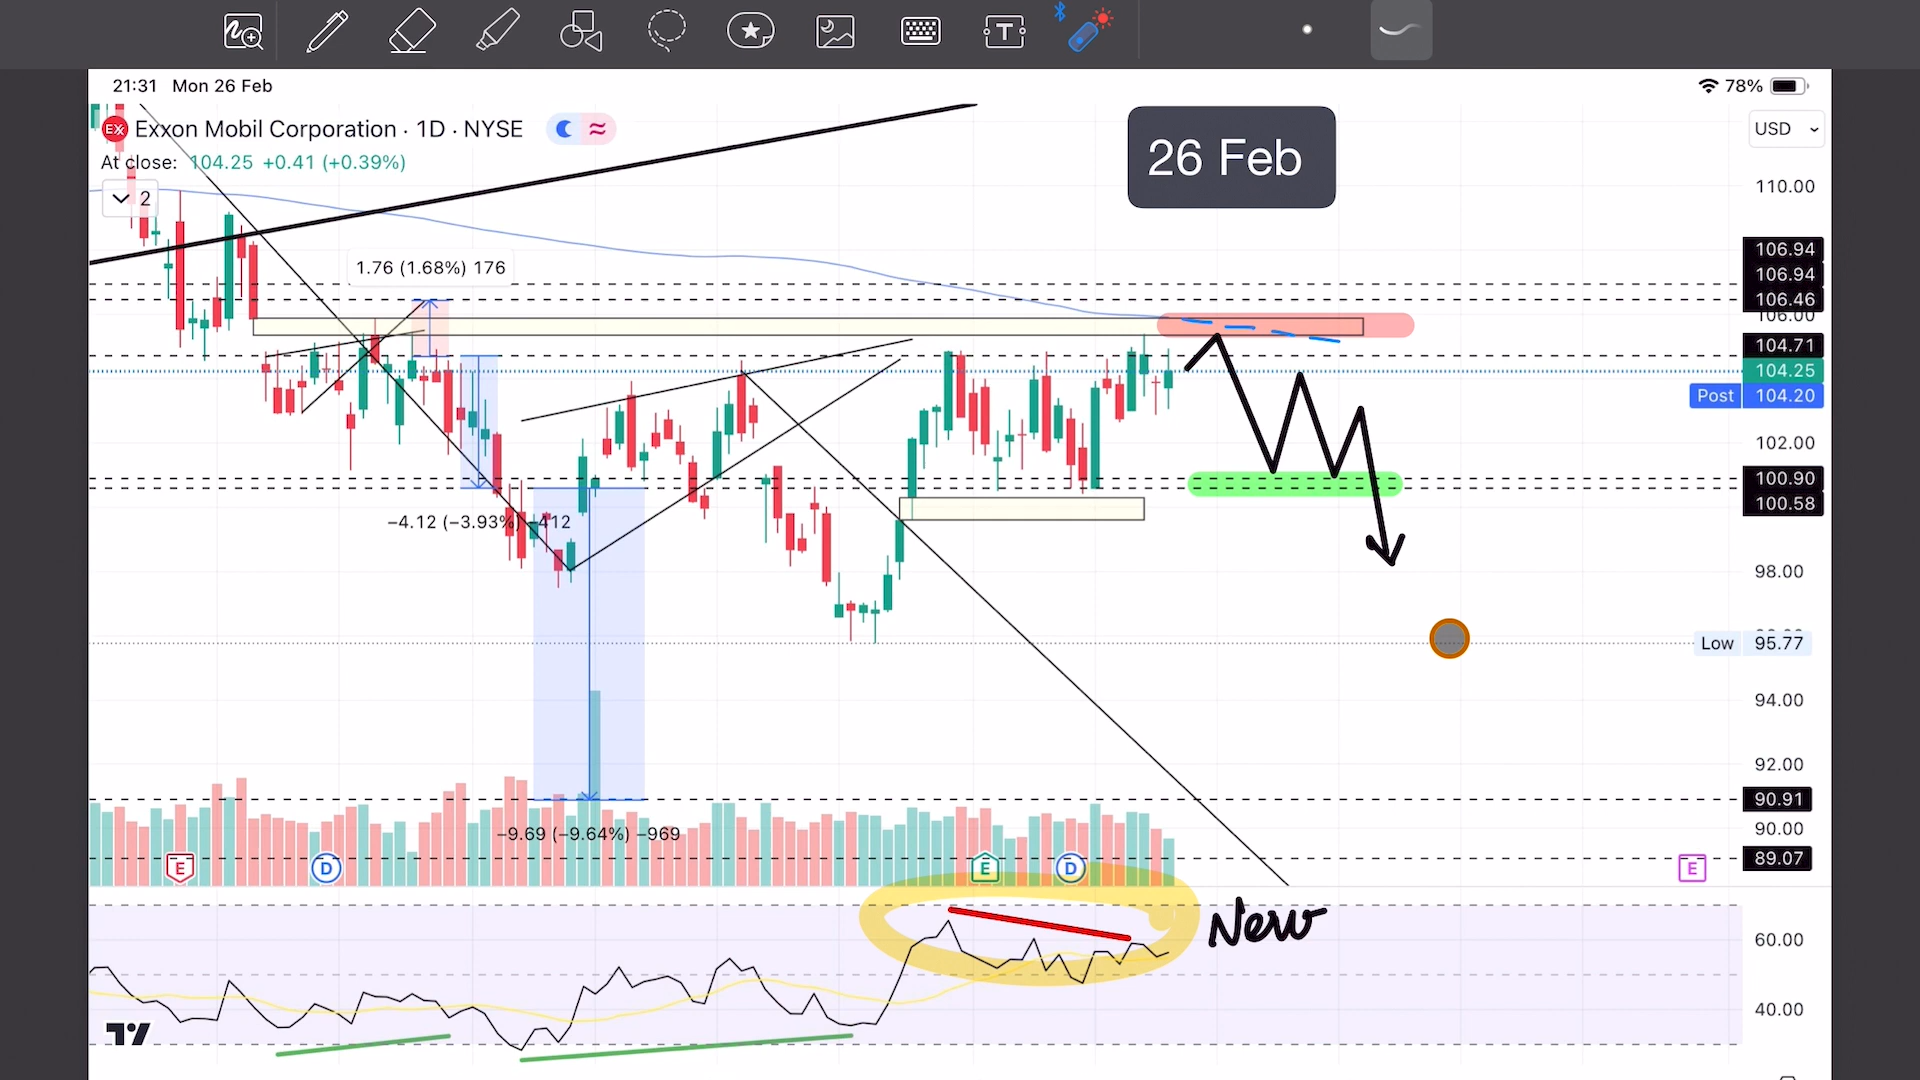 T
21:31 Mon 26 Feb
78%
EX Exxon Mobil Corporation · 1D · NYSE
USD
At close: 104.25 +0.41 (+0.39%)
2
26 Feb
1.76 (1.68%) 176
−4.12 (−3.93%) −412
−9.69 (−9.64%) −969
110.00
106.94
106.94
106.46
106.00
104.71
104.25
Post 104.20
102.00
100.90
100.58
98.00
Low 95.77
94.00
92.00
90.91
90.00
89.07
E
D
E
D
E
New
60.00
40.00